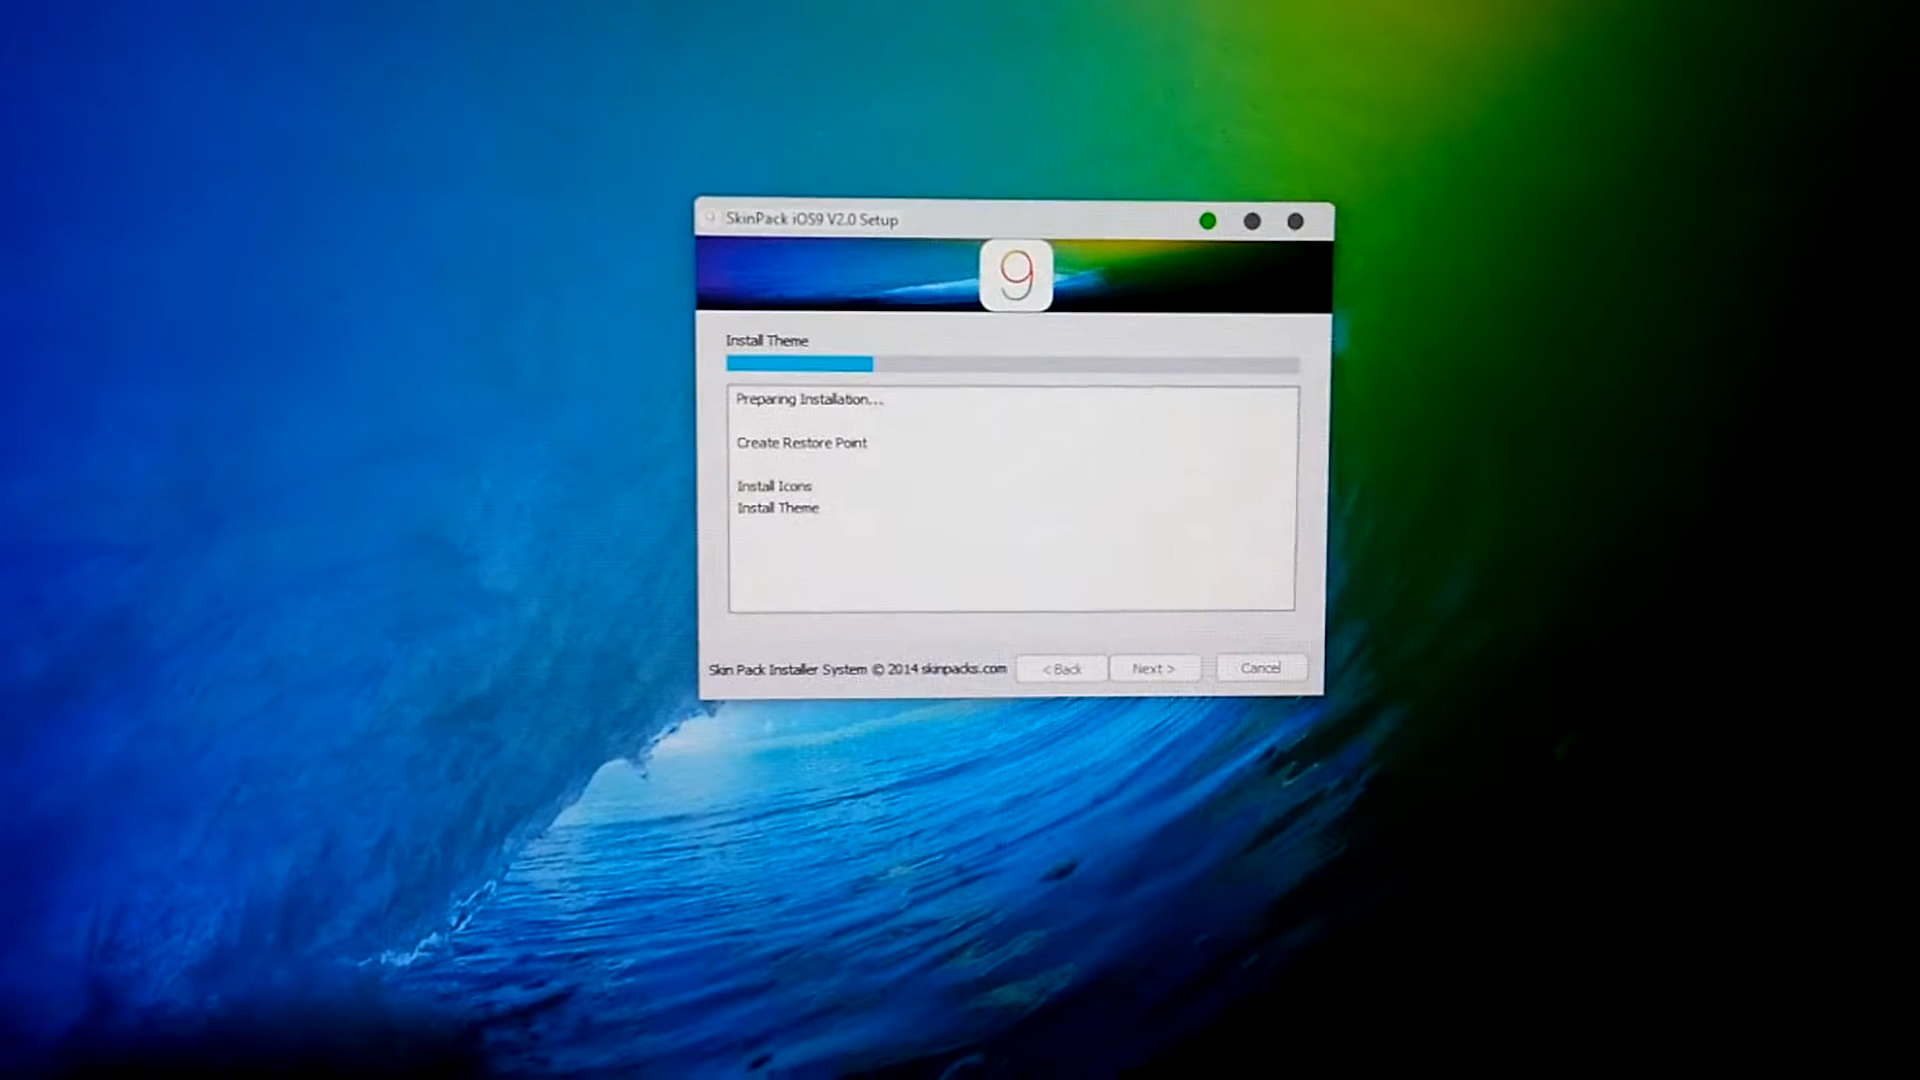 SkinPack iOS9 V2.0 Setup
9
Install Theme
Preparing Installation...
Create Restore Point
Install Icons
Install Theme
Skin Pack Installer System © 2014 skinpacks.com
< Back
Next >
Cancel